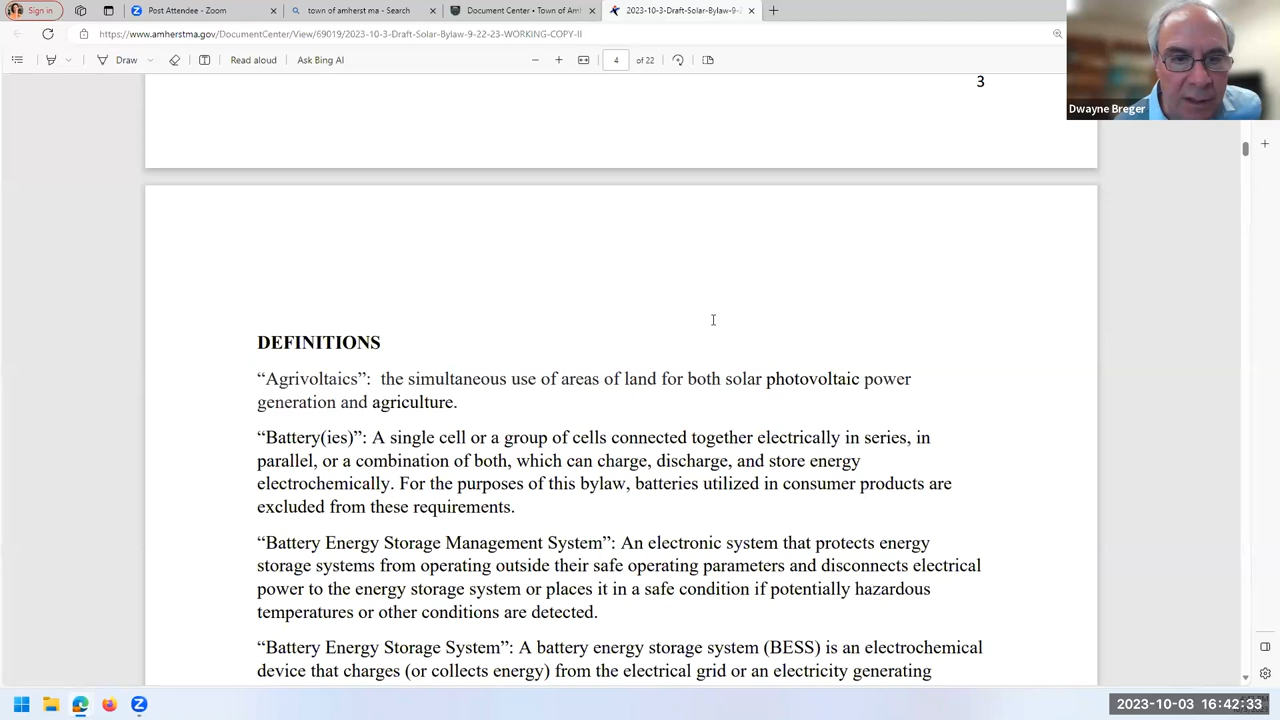 Sign in
Post Attendee - Zoom
town of amherst ma - Search
Document Center • Town of Am
2023-10-3-Draft-Solar-Bylaw-9-2
https://www.amherstma.gov/DocumentCenter/View/69019/2023-10-3-Draft-Solar-Bylaw-9-22-23-WORKING-COPY-II
Draw
Read aloud
Ask Bing AI
4
of 22
3
Dwayne Breger
DEFINITIONS
“Agrivoltaics”: the simultaneous use of areas of land for both solar photovoltaic power
generation and agriculture.
“Battery(ies)”: A single cell or a group of cells connected together electrically in series, in
parallel, or a combination of both, which can charge, discharge, and store energy
electrochemically. For the purposes of this bylaw, batteries utilized in consumer products are
excluded from these requirements.
“Battery Energy Storage Management System”: An electronic system that protects energy
storage systems from operating outside their safe operating parameters and disconnects electrical
power to the energy storage system or places it in a safe condition if potentially hazardous
temperatures or other conditions are detected.
“Battery Energy Storage System”: A battery energy storage system (BESS) is an electrochemical
device that charges (or collects energy) from the electrical grid or an electricity generating
2023-10-03 16:42:33